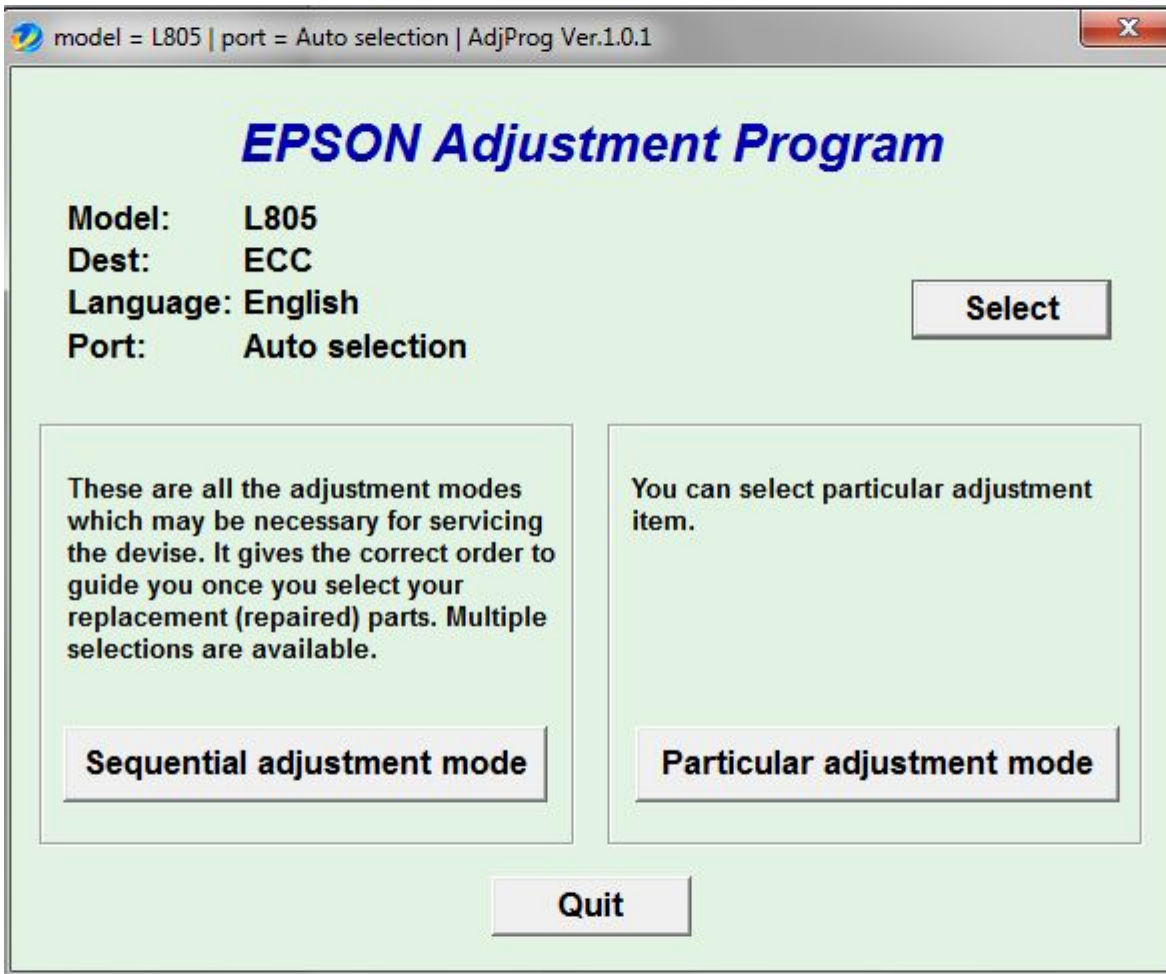 model = L805 | port = Auto selection | AdjProg Ver.1.0.1
EPSON Adjustment Program
Model: L805
Dest: ECC
Language: English
Port: Auto selection
Select
These are all the adjustment modes
which may be necessary for servicing
the devise. It gives the correct order to
guide you once you select your
replacement (repaired) parts. Multiple
selections are available.
Sequential adjustment mode
You can select particular adjustment
item.
Particular adjustment mode
Quit